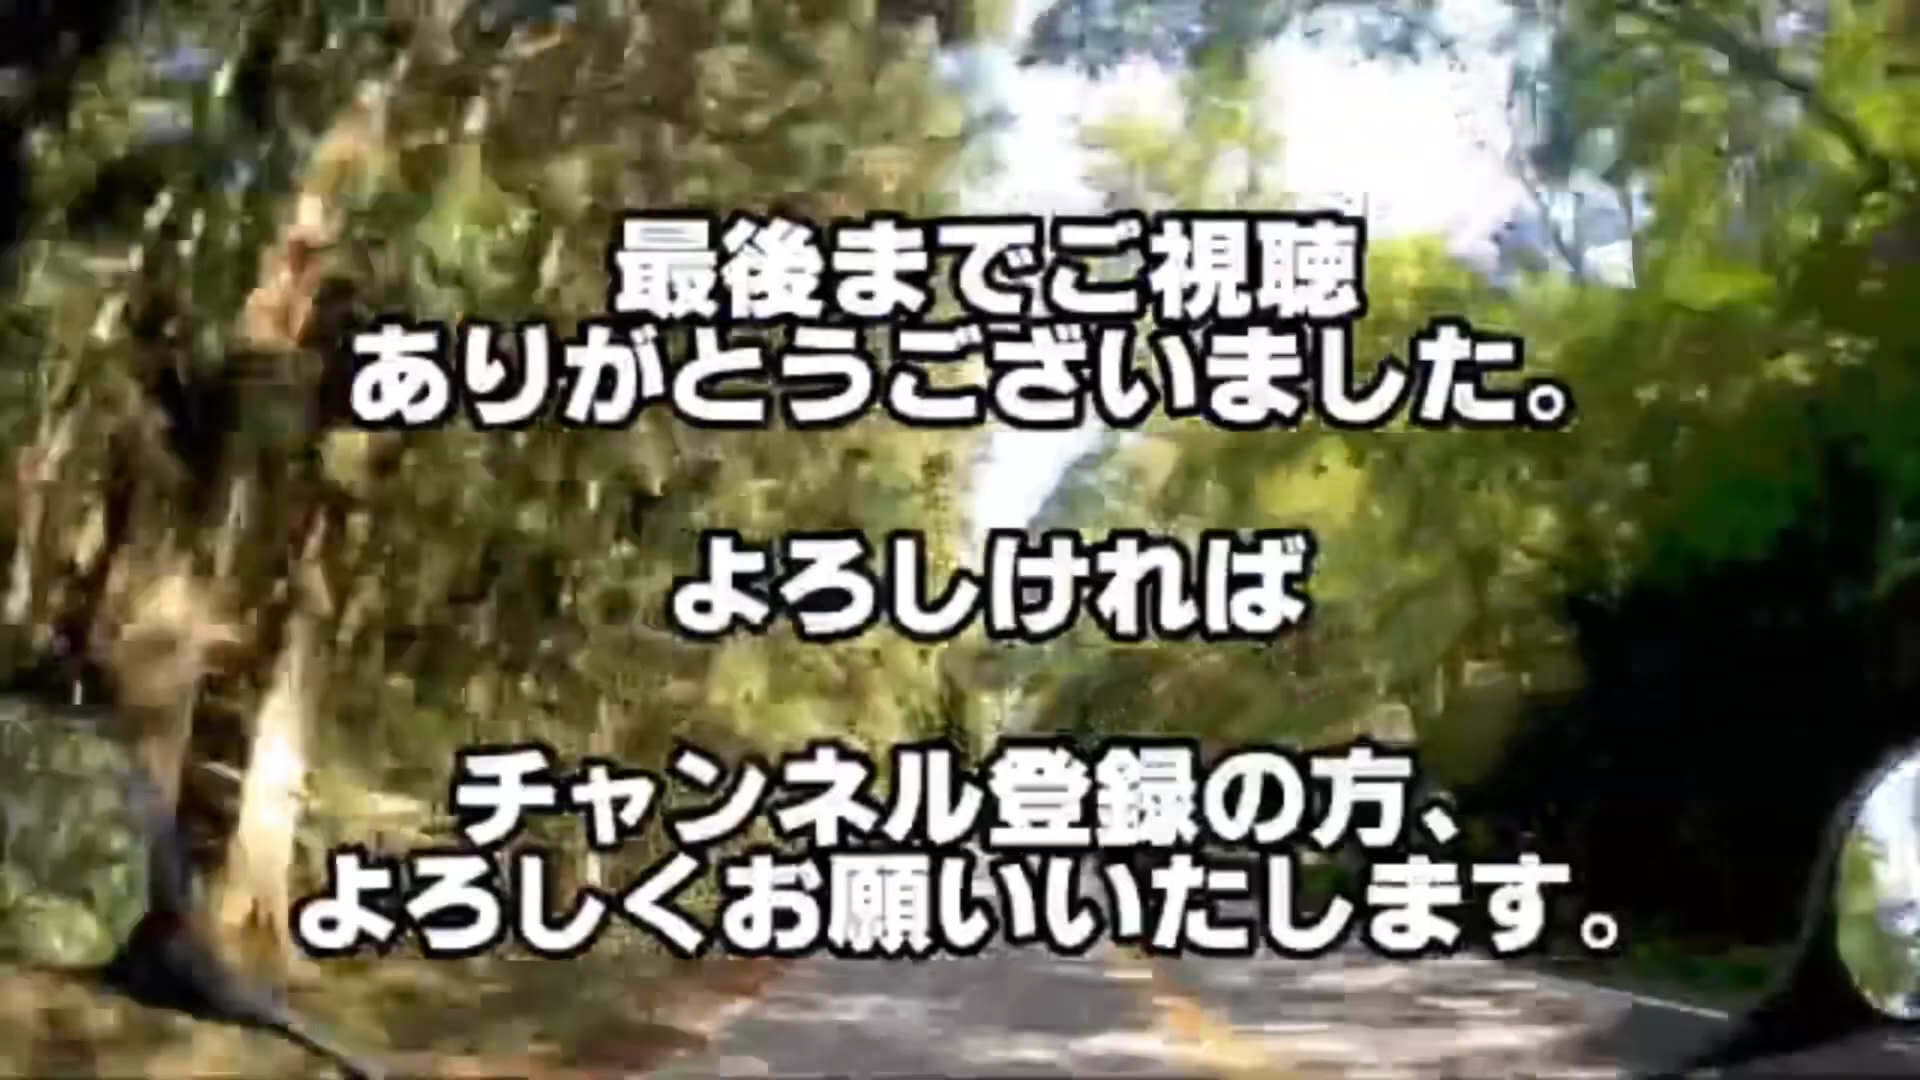 最後までご視聴
ありがとうございました。
よろしければ
チャンネル登録の方、
よろしくお願いいたします。